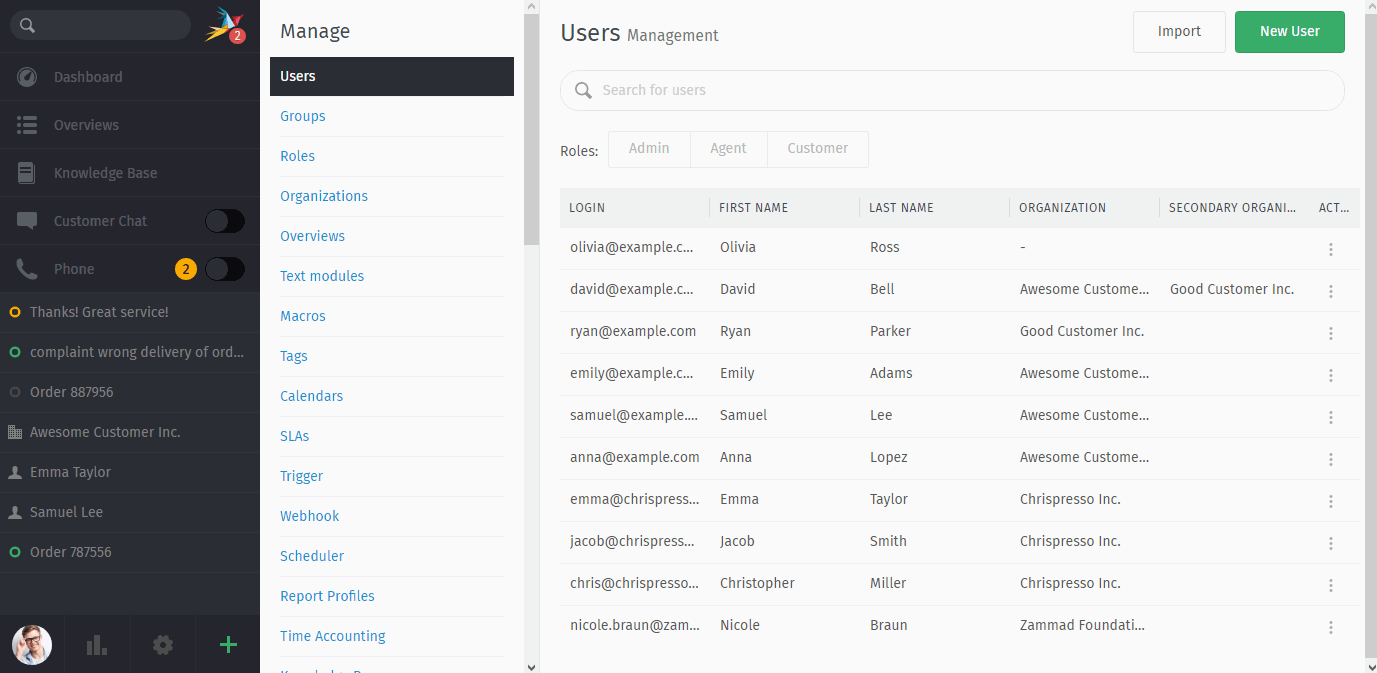 2
Dashboard
Overviews
Knowledge Base
Customer Chat
Phone 2
Thanks! Great service!
complaint wrong delivery of ord...
Order 887956
Awesome Customer Inc.
Emma Taylor
Samuel Lee
Order 787556
Manage
Users
Groups
Roles
Organizations
Overviews
Text modules
Macros
Tags
Calendars
SLAs
Trigger
Webhook
Scheduler
Report Profiles
Time Accounting
Users Management
Import
New User
Search for users
Roles: Admin Agent Customer
LOGIN FIRST NAME LAST NAME ORGANIZATION SECONDARY ORGANI... ACT...
olivia@example.c... Olivia Ross -
david@example.c... David Bell Awesome Custome... Good Customer Inc.
ryan@example.com Ryan Parker Good Customer Inc.
emily@example.c... Emily Adams Awesome Custome...
samuel@example.... Samuel Lee Awesome Custome...
anna@example.com Anna Lopez Awesome Custome...
emma@chrispress... Emma Taylor Chrispresso Inc.
jacob@chrispress... Jacob Smith Chrispresso Inc.
chris@chrispresso... Christopher Miller Chrispresso Inc.
nicole.braun@zam... Nicole Braun Zammad Foundati...